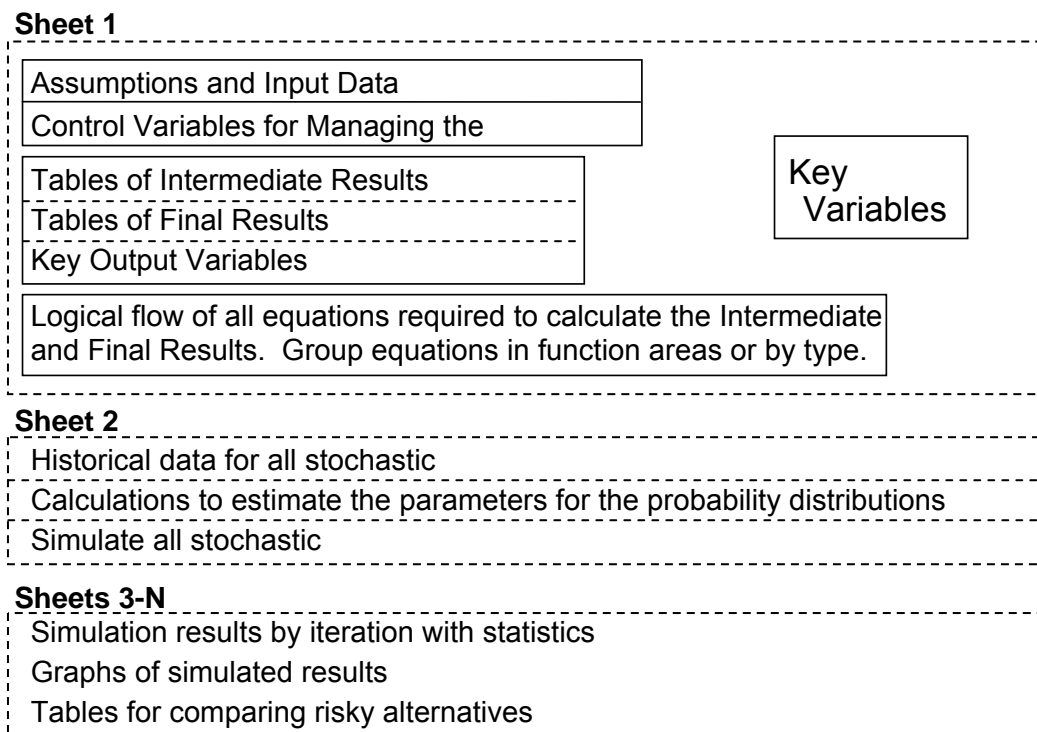 Sheet 1
Assumptions and Input Data
Control Variables for Managing the
Key
Variables
Tables of Intermediate Results
Tables of Final Results
Key Output Variables
Logical flow of all equations required to calculate the Intermediate
and Final Results. Group equations in function areas or by type.
Sheet 2
Historical data for all stochastic
Calculations to estimate the parameters for the probability distributions
Simulate all stochastic
Sheets 3-N
Simulation results by iteration with statistics
Graphs of simulated results
Tables for comparing risky alternatives